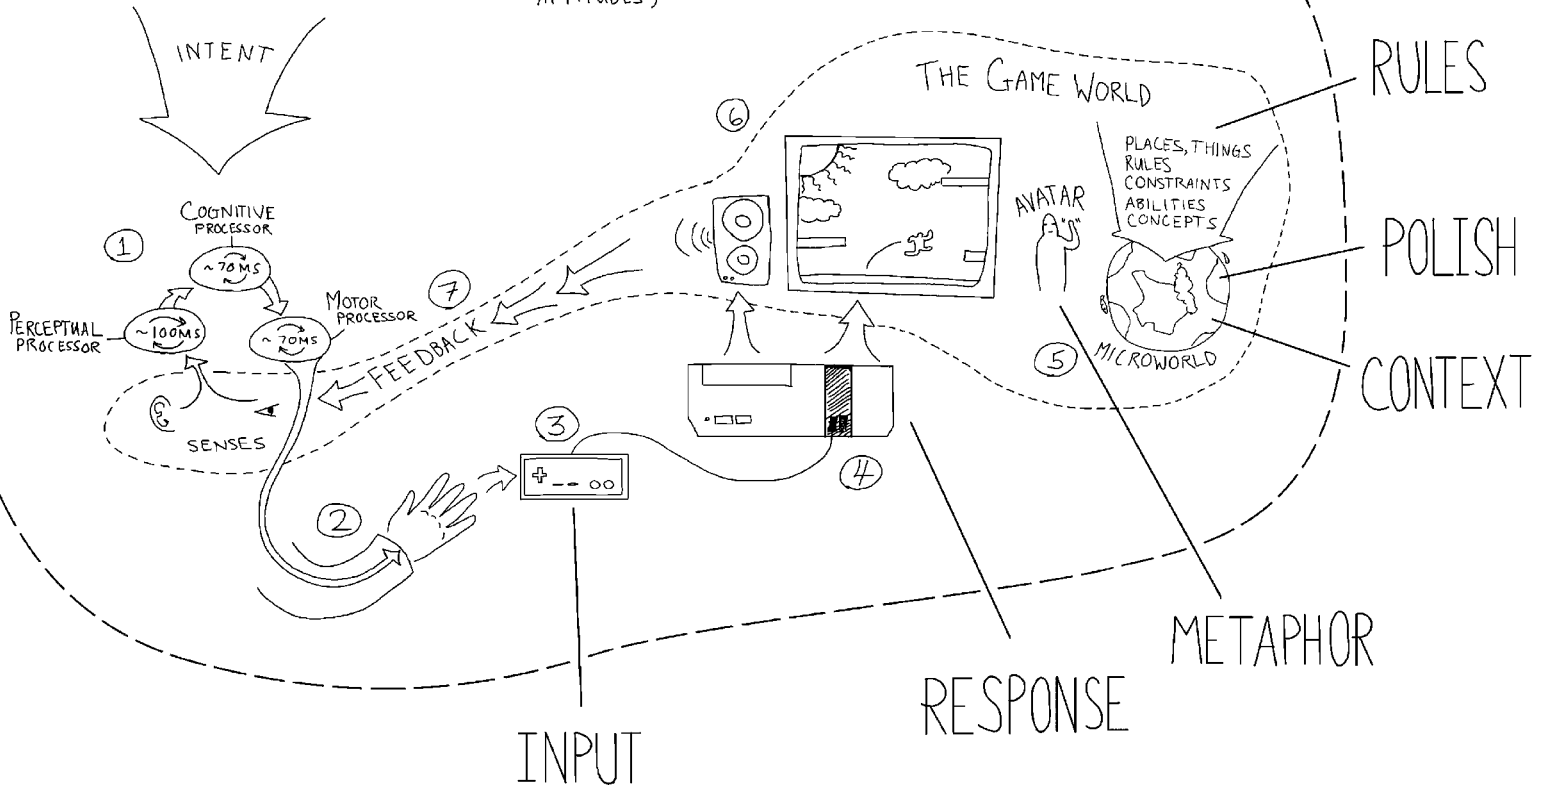 INTENT
1
COGNITIVE
PROCESSOR
~70MS
PERCEPTUAL
PROCESSOR
~100MS
MOTOR
PROCESSOR
~70MS
SENSES
2
3
4
5
6
7
FEEDBACK
THE GAME WORLD
PLACES, THINGS
RULES
CONSTRAINTS
ABILITIES
CONCEPTS
AVATAR
MICROWORLD
RULES
POLISH
CONTEXT
METAPHOR
RESPONSE
INPUT